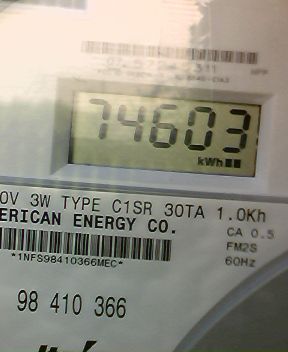 74603
kWh
0V 3W TYPE C1SR 30TA 1.0Kh
ERICAN ENERGY CO.
CA 0.5
FM2S
*1NFS98410366MEC*
60Hz
98 410 366